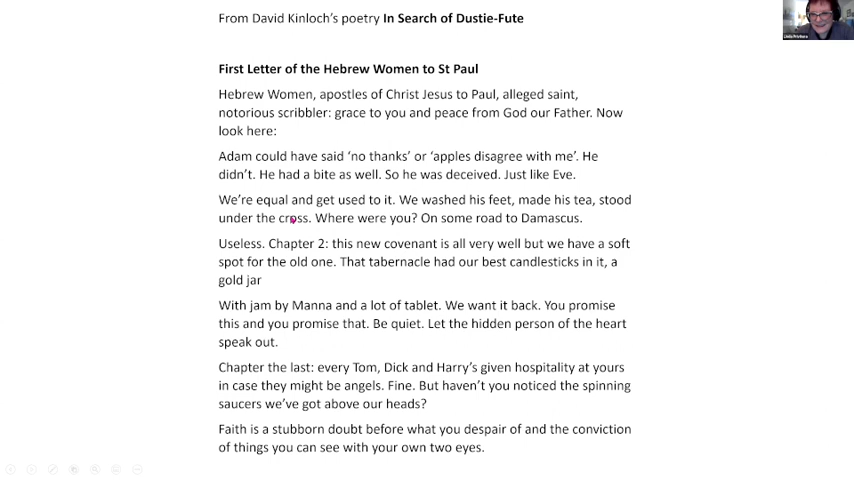 From David Kinloch's poetry In Search of Dustie-Fute
First Letter of the Hebrew Women to St Paul
Hebrew Women, apostles of Christ Jesus to Paul, alleged saint,
notorious scribbler: grace to you and peace from God our Father. Now
look here:
Adam could have said 'no thanks' or 'apples disagree with me'. He
didn't. He had a bite as well. So he was deceived. Just like Eve.
We're equal and get used to it. We washed his feet, made his tea, stood
under the cross. Where were you? On some road to Damascus.
Useless. Chapter 2: this new covenant is all very well but we have a soft
spot for the old one. That tabernacle had our best candlesticks in it, a
gold jar
With jam by Manna and a lot of tablet. We want it back. You promise
this and you promise that. Be quiet. Let the hidden person of the heart
speak out.
Chapter the last: every Tom, Dick and Harry's given hospitality at yours
in case they might be angels. Fine. But haven't you noticed the spinning
saucers we've got above our heads?
Faith is a stubborn doubt before what you despair of and the conviction
of things you can see with your own two eyes.